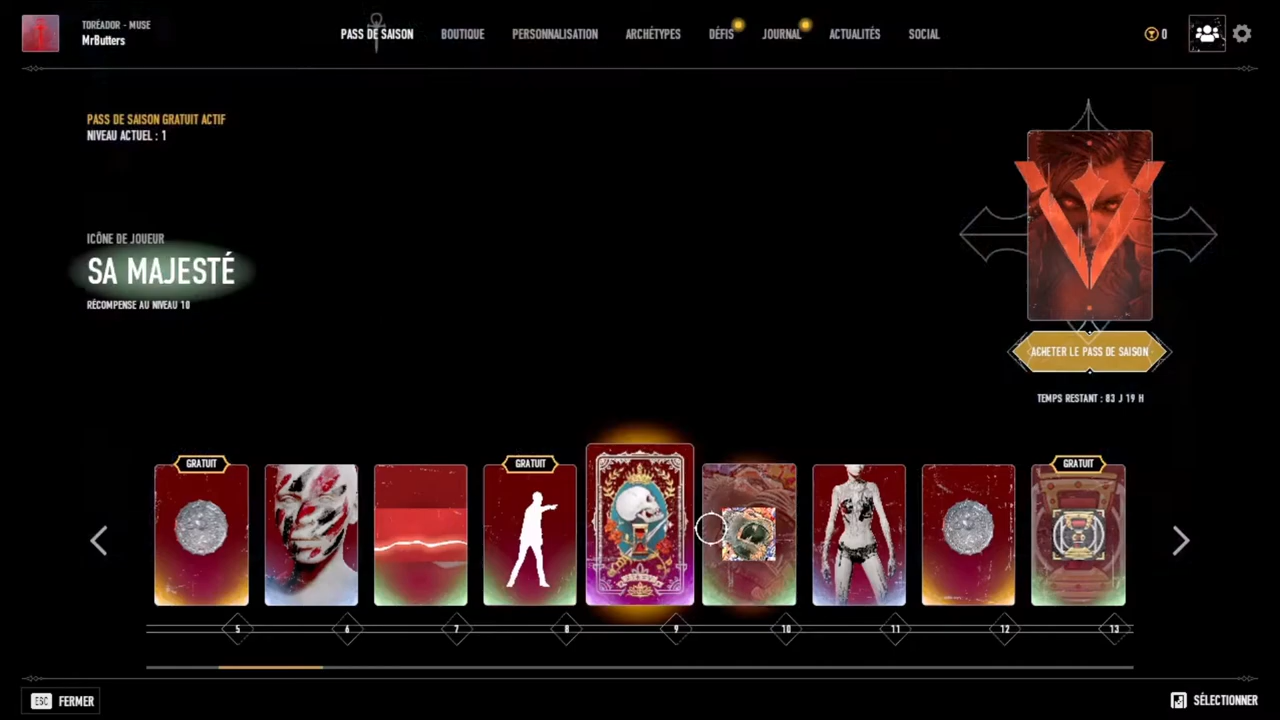 TORÉADOR - MUSE
MrButters
PASS DE SAISON
BOUTIQUE
PERSONNALISATION
ARCHÉTYPES
DÉFIS
JOURNAL
ACTUALITÉS
SOCIAL
0
PASS DE SAISON GRATUIT ACTIF
NIVEAU ACTUEL : 1
ICÔNE DE JOUEUR
SA MAJESTÉ
RÉCOMPENSE AU NIVEAU 10
ACHETER LE PASS DE SAISON
TEMPS RESTANT : 83 J 19 H
GRATUIT
GRATUIT
GRATUIT
5
6
7
8
9
10
11
12
13
ESC FERMER
SÉLECTIONNER